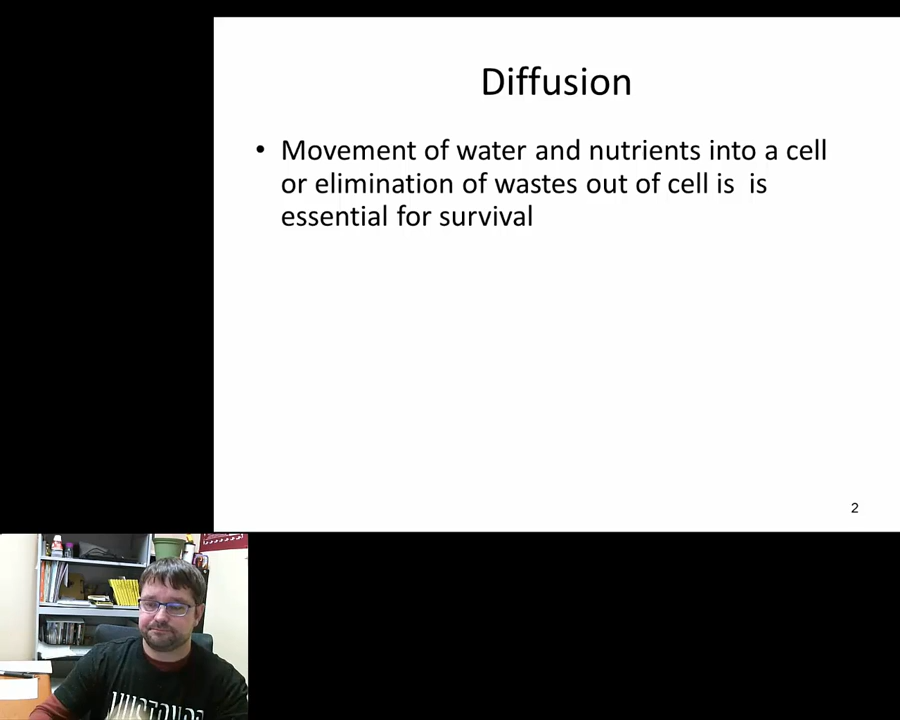 Diffusion
• Movement of water and nutrients into a cell
or elimination of wastes out of cell is  is
essential for survival
2